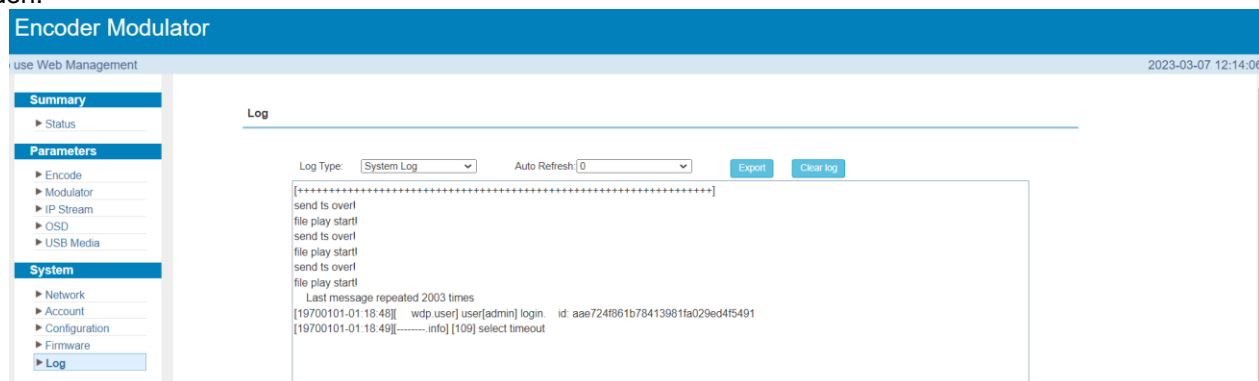 Encoder Modulator
use Web Management 2023-03-07 12:14:06
Summary
Status
Parameters
Encode
Modulator
IP Stream
OSD
USB Media
System
Network
Account
Configuration
Firmware
Log
Log
Log Type: System Log Auto Refresh: 0 Export Clear log
[+++++++++++++++++++++++++++++++++++++++++++++++++++++++++++++++++++]
send ts over!
file play start!
send ts over!
file play start!
send ts over!
file play start!
Last message repeated 2003 times
[19700101-01:18:48][ wdp.user] user[admin] login. id: aae724f861b78413981fa029ed4f5491
[19700101-01:18:49][--------.info] [109] select timeout